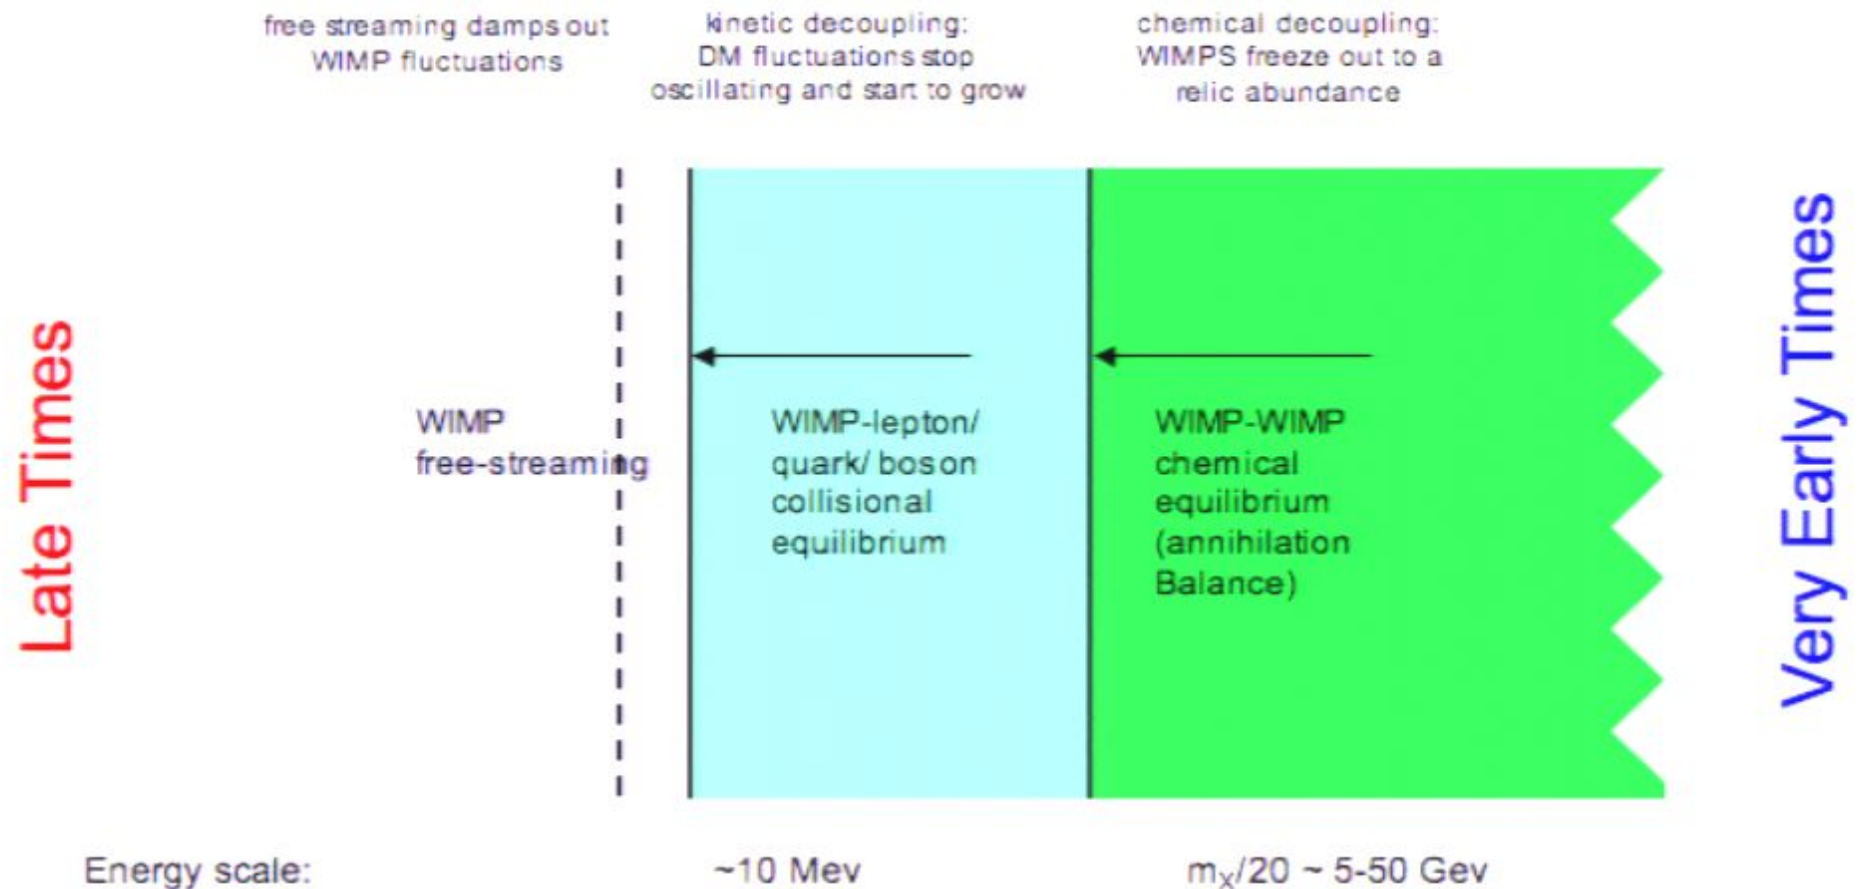 free streaming damps out
WIMP fluctuations
kinetic decoupling:
DM fluctuations stop
oscillating and start to grow
chemical decoupling:
WIMPS freeze out to a
relic abundance
Late Times
WIMP
free-streaming
WIMP-lepton/
quark/ boson
collisional
equilibrium
WIMP-WIMP
chemical
equilibrium
(annihilation
Balance)
Very Early Times
Energy scale:
~10 Mev
mₓ/20 ~ 5-50 Gev